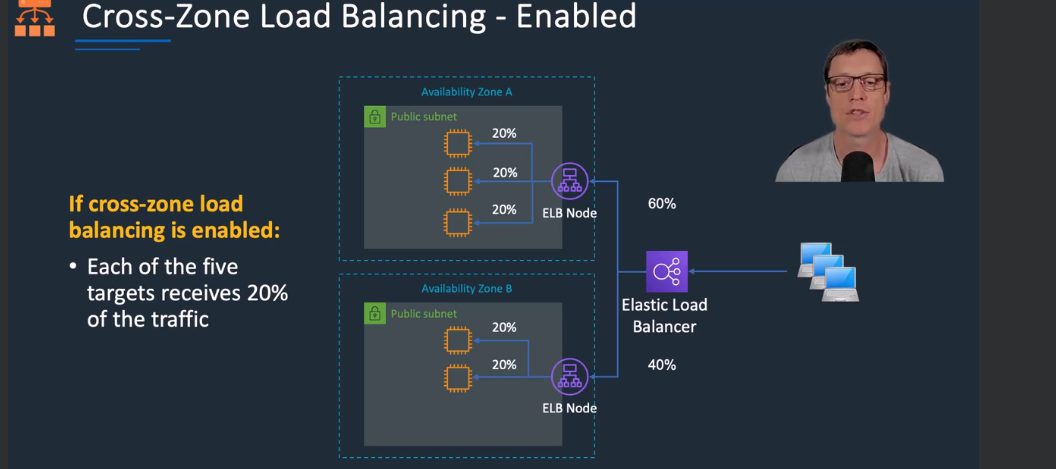 Cross-Zone Load Balancing - Enabled
Availability Zone A
Public subnet
20%
20%
20%
ELB Node
60%
If cross-zone load
balancing is enabled:
• Each of the five
targets receives 20%
of the traffic
Elastic Load
Balancer
Availability Zone B
Public subnet
20%
20%
ELB Node
40%